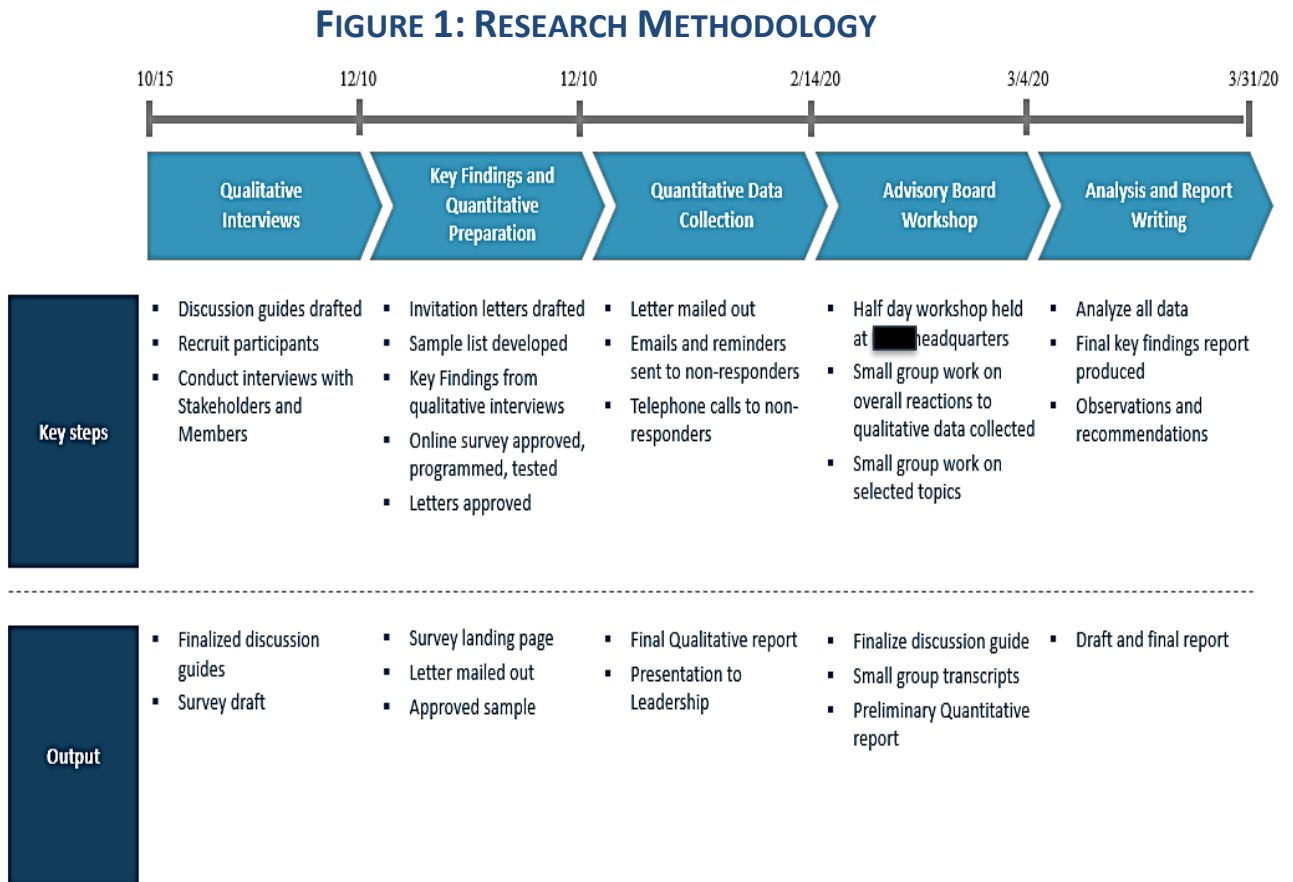 FIGURE 1: RESEARCH METHODOLOGY
10/15 12/10 12/10 2/14/20 3/4/20 3/31/20
Qualitative
Interviews
Key Findings and
Quantitative
Preparation
Quantitative Data
Collection
Advisory Board
Workshop
Analysis and Report
Writing
Key steps
▪ Discussion guides drafted
▪ Recruit participants
▪ Conduct interviews with
Stakeholders and
Members
▪ Invitation letters drafted
▪ Sample list developed
▪ Key Findings from
qualitative interviews
▪ Online survey approved,
programmed, tested
▪ Letters approved
▪ Letter mailed out
▪ Emails and reminders
sent to non-responders
▪ Telephone calls to non-
responders
▪ Half day workshop held
at eadquarters
▪ Small group work on
overall reactions to
qualitative data collected
▪ Small group work on
selected topics
▪ Analyze all data
▪ Final key findings report
produced
▪ Observations and
recommendations
Output
▪ Finalized discussion
guides
▪ Survey draft
▪ Survey landing page
▪ Letter mailed out
▪ Approved sample
▪ Final Qualitative report
▪ Presentation to
Leadership
▪ Finalize discussion guide
▪ Small group transcripts
▪ Preliminary Quantitative
report
▪ Draft and final report